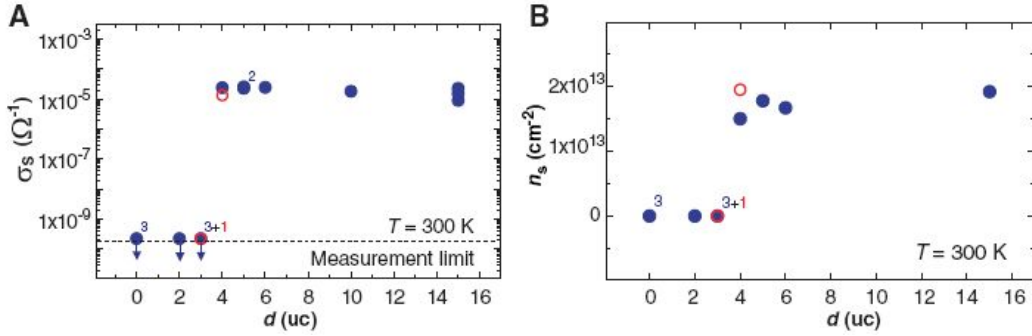 A
σs (Ω-1)
1x10-3
1x10-5
1x10-7
1x10-9
2
3
3+1
T = 300 K
Measurement limit
0 2 4 6 8 10 12 14 16
d (uc)
B
ns (cm-2)
2x1013
1x1013
0
3
3+1
T = 300 K
0 2 4 6 8 10 12 14 16
d (uc)